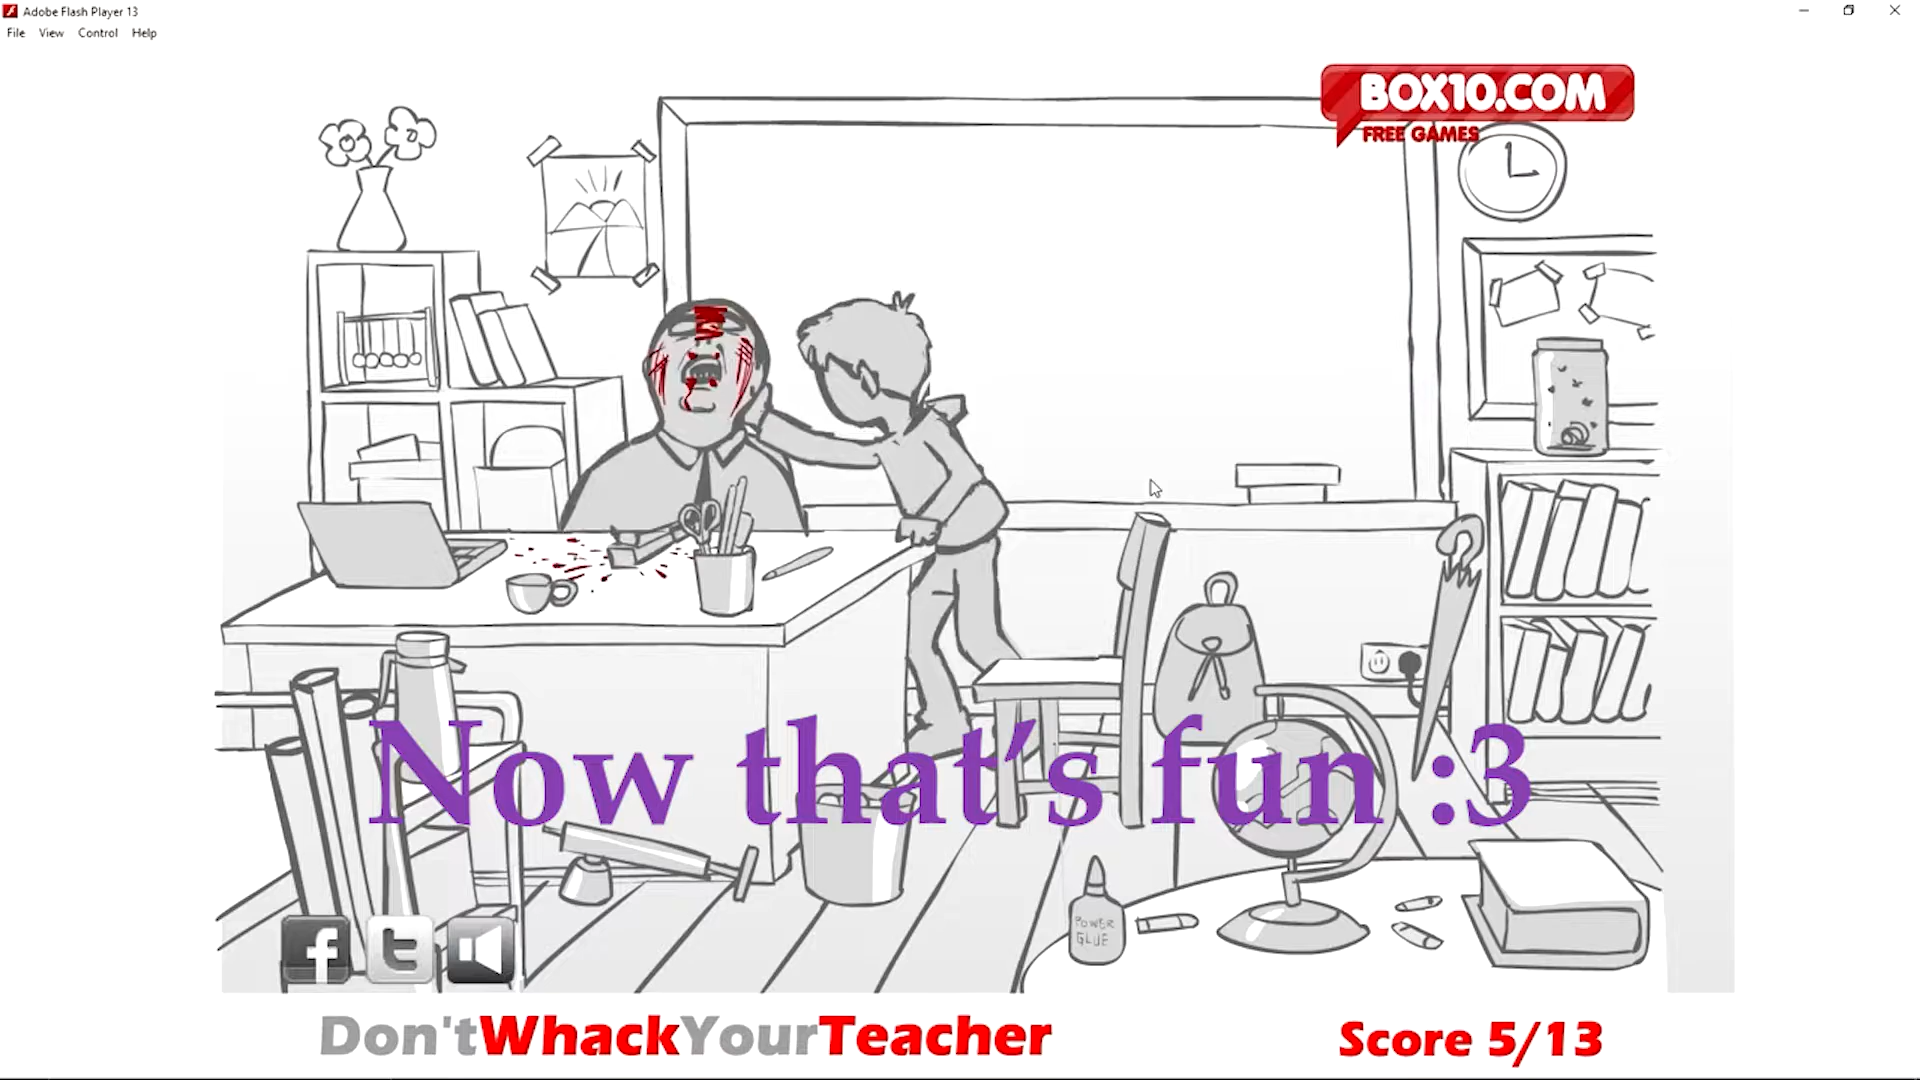 Adobe Flash Player 13
File View Control Help
BOX10.COM
FREE GAMES
Now that's fun :3
POWER
GLUE
Don'tWhackYourTeacher
Score 5/13